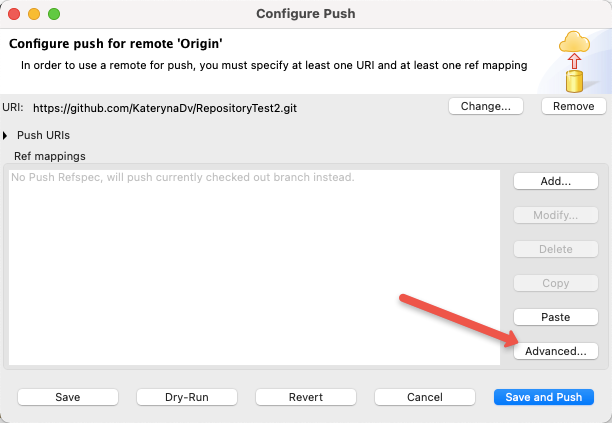 Configure Push
Configure push for remote 'Origin'
In order to use a remote for push, you must specify at least one URI and at least one ref mapping
URI: https://github.com/KaterynaDv/RepositoryTest2.git Change... Remove
Push URIs
Ref mappings
No Push Refspec, will push currently checked out branch instead.
Add...
Modify...
Delete
Copy
Paste
Advanced...
Save Dry-Run Revert Cancel Save and Push